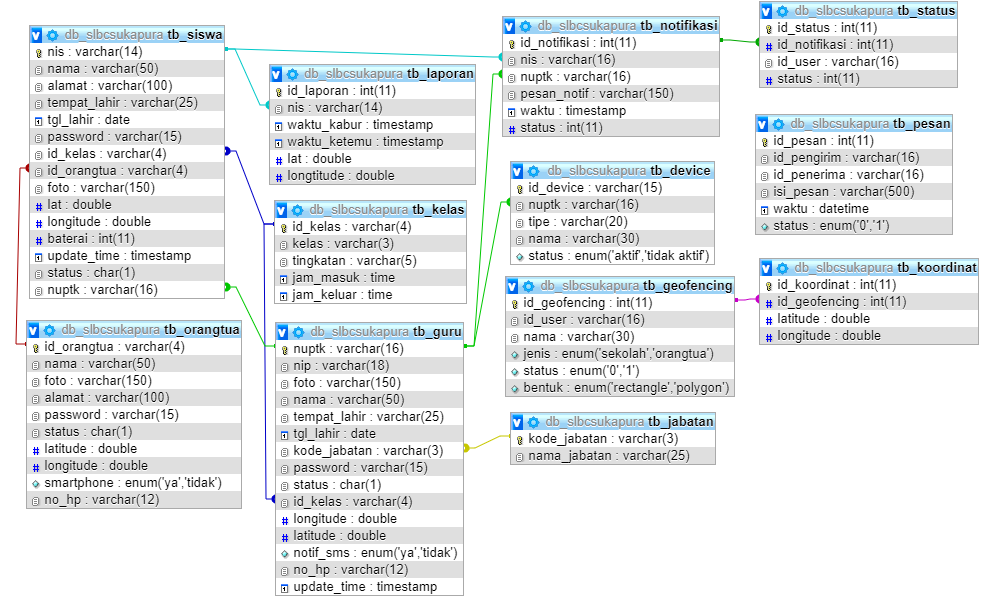 db_slbcsukapura tb_siswa
nis : varchar(14)
nama : varchar(50)
alamat : varchar(100)
tempat_lahir : varchar(25)
tgl_lahir : date
password : varchar(15)
id_kelas : varchar(4)
id_orangtua : varchar(4)
foto : varchar(150)
lat : double
longitude : double
baterai : int(11)
update_time : timestamp
status : char(1)
nuptk : varchar(16)
db_slbcsukapura tb_orangtua
id_orangtua : varchar(4)
nama : varchar(50)
foto : varchar(150)
alamat : varchar(100)
password : varchar(15)
status : char(1)
latitude : double
longitude : double
smartphone : enum('ya','tidak')
no_hp : varchar(12)
db_slbcsukapura tb_laporan
id_laporan : int(11)
nis : varchar(14)
waktu_kabur : timestamp
waktu_ketemu : timestamp
lat : double
longtitude : double
db_slbcsukapura tb_kelas
id_kelas : varchar(4)
kelas : varchar(3)
tingkatan : varchar(5)
jam_masuk : time
jam_keluar : time
db_slbcsukapura tb_guru
nuptk : varchar(16)
nip : varchar(18)
foto : varchar(150)
nama : varchar(50)
tempat_lahir : varchar(25)
tgl_lahir : date
kode_jabatan : varchar(3)
password : varchar(15)
status : char(1)
id_kelas : varchar(4)
longitude : double
latitude : double
notif_sms : enum('ya','tidak')
no_hp : varchar(12)
update_time : timestamp
db_slbcsukapura tb_notifikasi
id_notifikasi : int(11)
nis : varchar(16)
nuptk : varchar(16)
pesan_notif : varchar(150)
waktu : timestamp
status : int(11)
db_slbcsukapura tb_device
id_device : varchar(15)
nuptk : varchar(16)
tipe : varchar(20)
nama : varchar(30)
status : enum('aktif','tidak aktif')
db_slbcsukapura tb_geofencing
id_geofencing : int(11)
id_user : varchar(16)
nama : varchar(30)
jenis : enum('sekolah','orangtua')
status : enum('0','1')
bentuk : enum('rectangle','polygon')
db_slbcsukapura tb_jabatan
kode_jabatan : varchar(3)
nama_jabatan : varchar(25)
db_slbcsukapura tb_status
id_status : int(11)
id_notifikasi : int(11)
id_user : varchar(16)
status : int(11)
db_slbcsukapura tb_pesan
id_pesan : int(11)
id_pengirim : varchar(16)
id_penerima : varchar(16)
isi_pesan : varchar(500)
waktu : datetime
status : enum('0','1')
db_slbcsukapura tb_koordinat
id_koordinat : int(11)
id_geofencing : int(11)
latitude : double
longitude : double